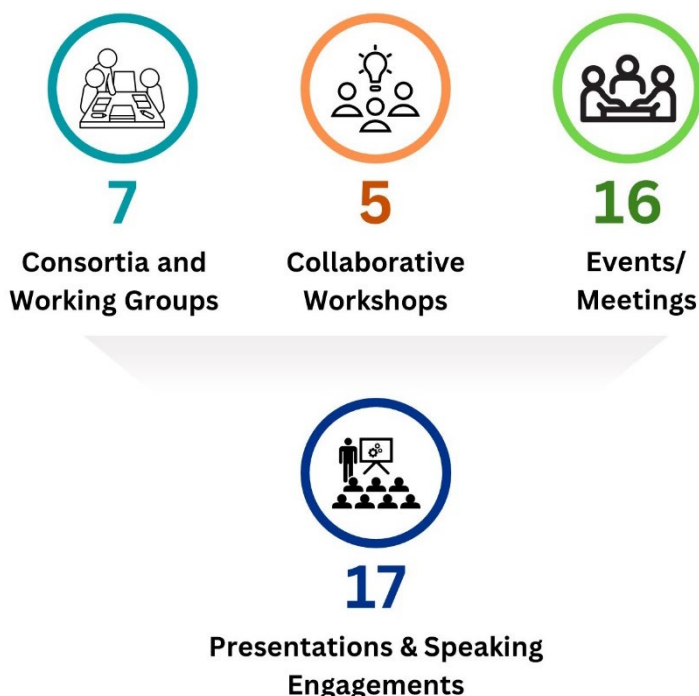 7
Consortia and
Working Groups
5
Collaborative
Workshops
16
Events/
Meetings
17
Presentations & Speaking
Engagements